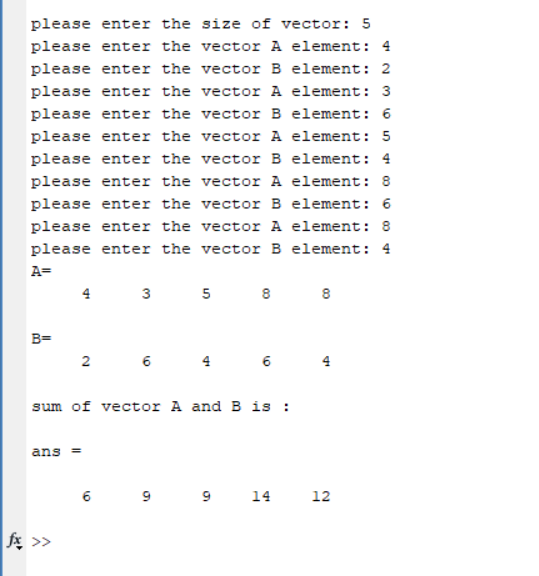 please enter the size of vector: 5
please enter the vector A element: 4
please enter the vector B element: 2
please enter the vector A element: 3
please enter the vector B element: 6
please enter the vector A element: 5
please enter the vector B element: 4
please enter the vector A element: 8
please enter the vector B element: 6
please enter the vector A element: 8
please enter the vector B element: 4
A=
4 3 5 8 8
B=
2 6 4 6 4
sum of vector A and B is :
ans =
6 9 9 14 12
fx >>